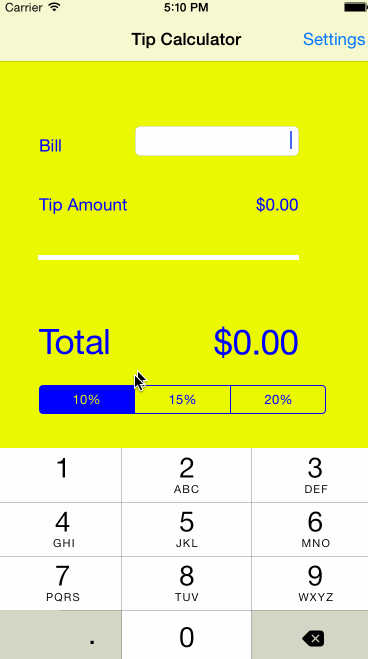 Carrier 5:10 PM
Tip Calculator Settings
Bill
Tip Amount $0.00
Total $0.00
10% 15% 20%
1 2 3
ABC DEF
4 5 6
GHI JKL MNO
7 8 9
PQRS TUV WXYZ
. 0